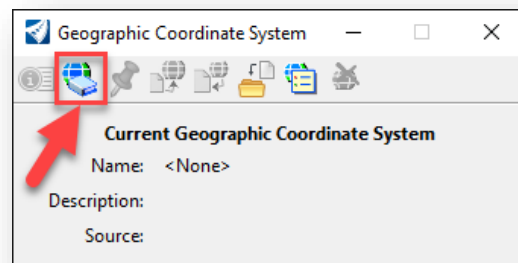 Geographic Coordinate System
Current Geographic Coordinate System
Name: <None>
Description:
Source: